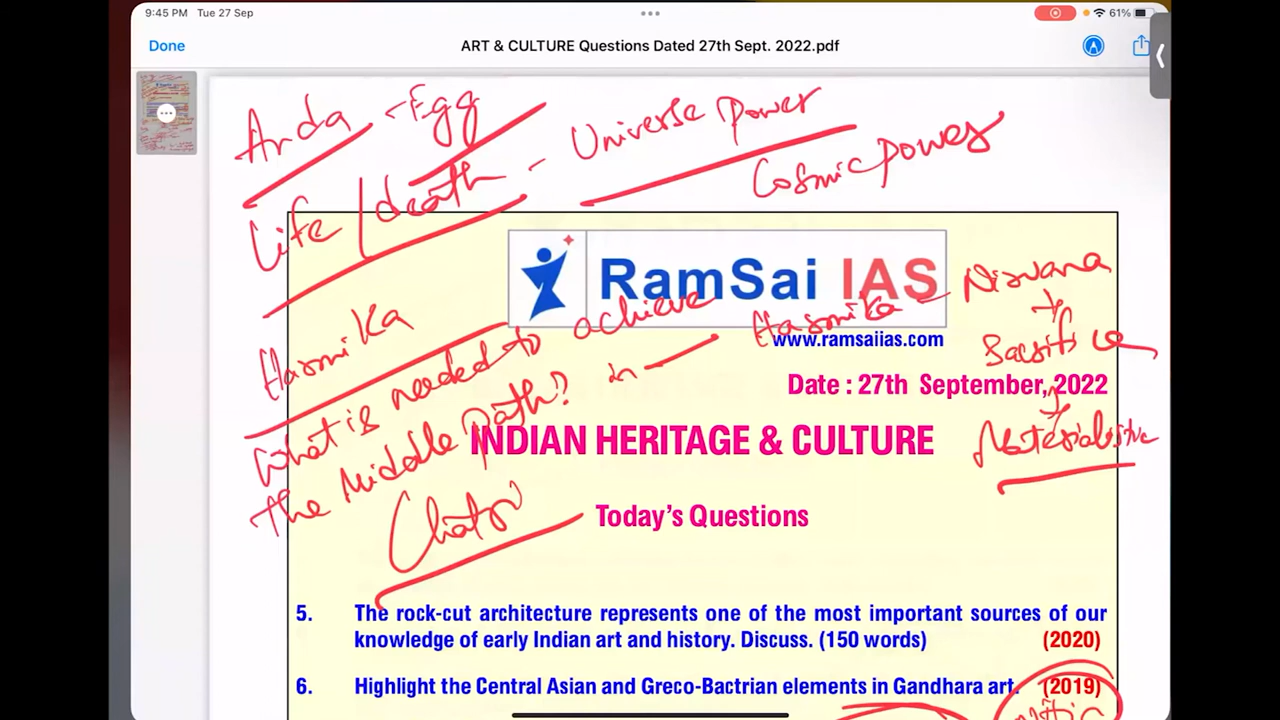 9:45 PM Tue 27 Sep
61%
Done
ART & CULTURE Questions Dated 27th Sept. 2022.pdf
Anda - Egg
Life/death - Universe power
Cosmic power
RamSai IAS
www.ramsaiias.com
Harmika
Harmika - Nirvana
Sacrifice
What is needed to achieve
the Middle path? in
Date : 27th September, 2022
INDIAN HERITAGE & CULTURE
Chatri
Today's Questions
5. The rock-cut architecture represents one of the most important sources of our
knowledge of early Indian art and history. Discuss. (150 words) (2020)
6. Highlight the Central Asian and Greco-Bactrian elements in Gandhara art. (2019)